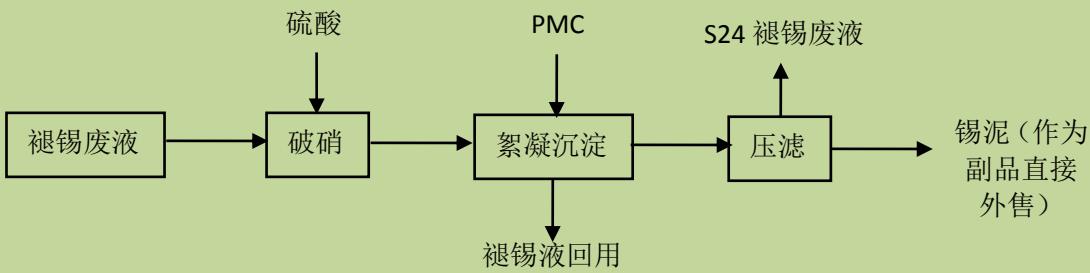 硫酸
PMC
S24 褪锡废液
褪锡废液
破硝
絮凝沉淀
压滤
锡泥（作为
副品直接
外售）
褪锡液回用